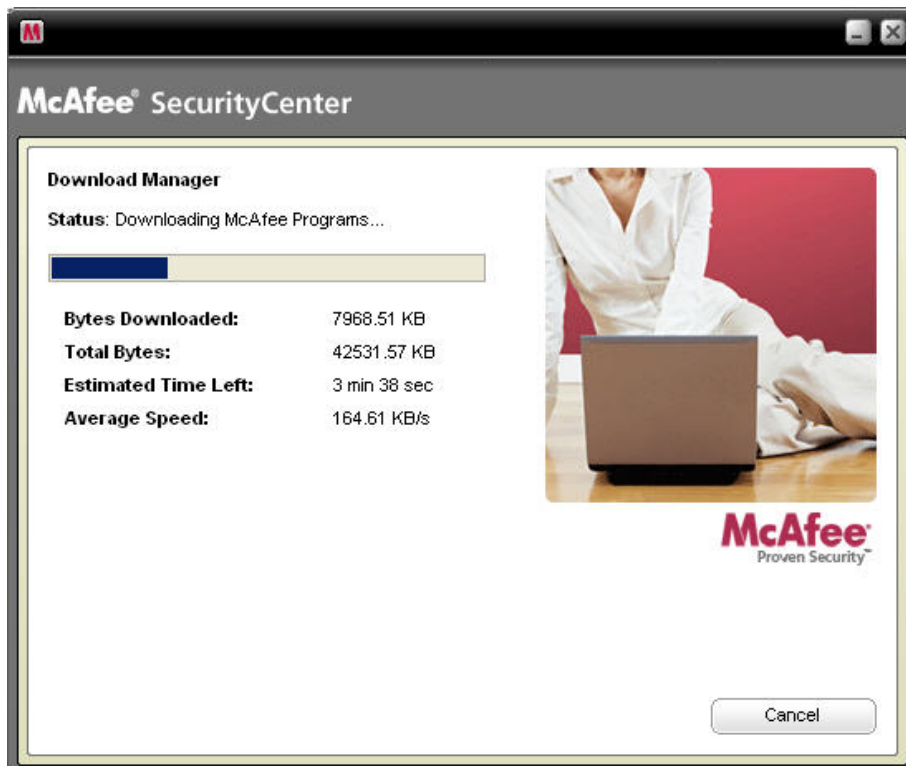 McAfee® SecurityCenter
Download Manager
Status: Downloading McAfee Programs...
Bytes Downloaded: 7968.51 KB
Total Bytes: 42531.57 KB
Estimated Time Left: 3 min 38 sec
Average Speed: 164.61 KB/s
McAfee®
Proven Security™
Cancel